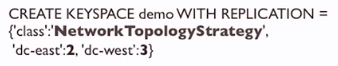 CREATE KEYSPACE demo WITH REPLICATION =
{'class':'NetworkTopologyStrategy',
'dc-east':2, 'dc-west':3}